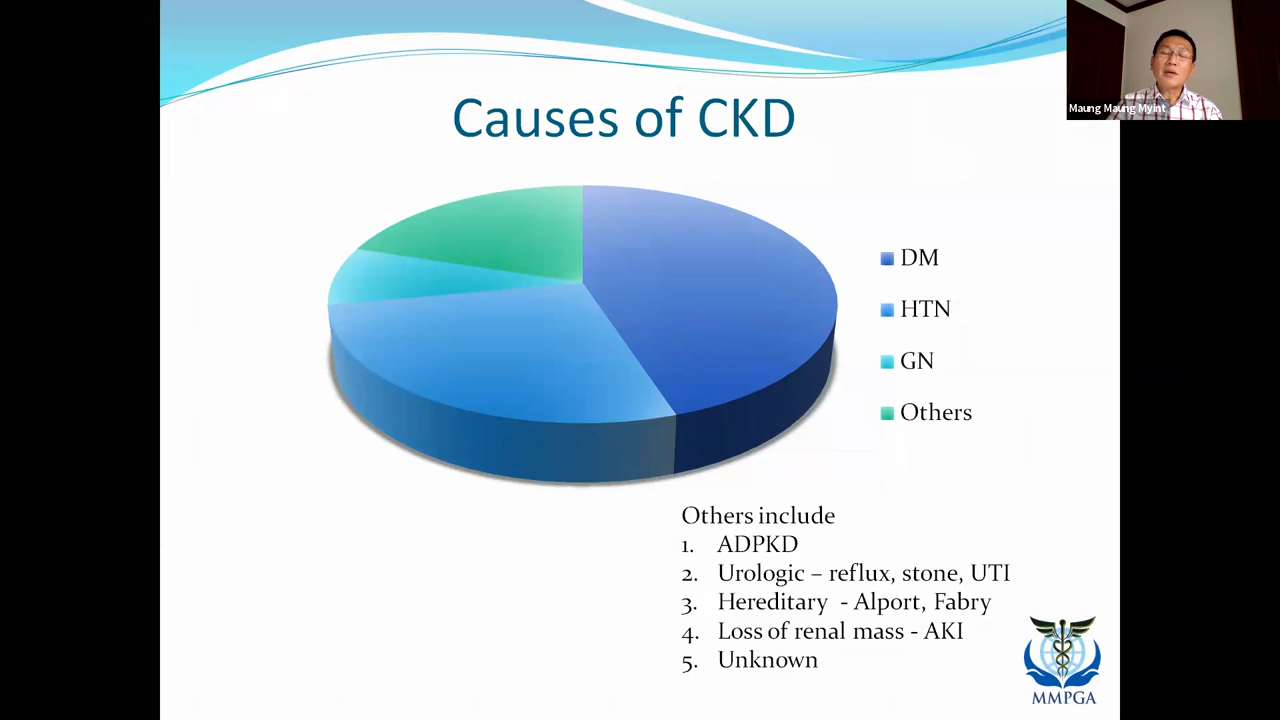 Maung Maung Myint
Causes of CKD
DM
HTN
GN
Others
Others include
1. ADPKD
2. Urologic – reflux, stone, UTI
3. Hereditary - Alport, Fabry
4. Loss of renal mass - AKI
5. Unknown
MMPGA